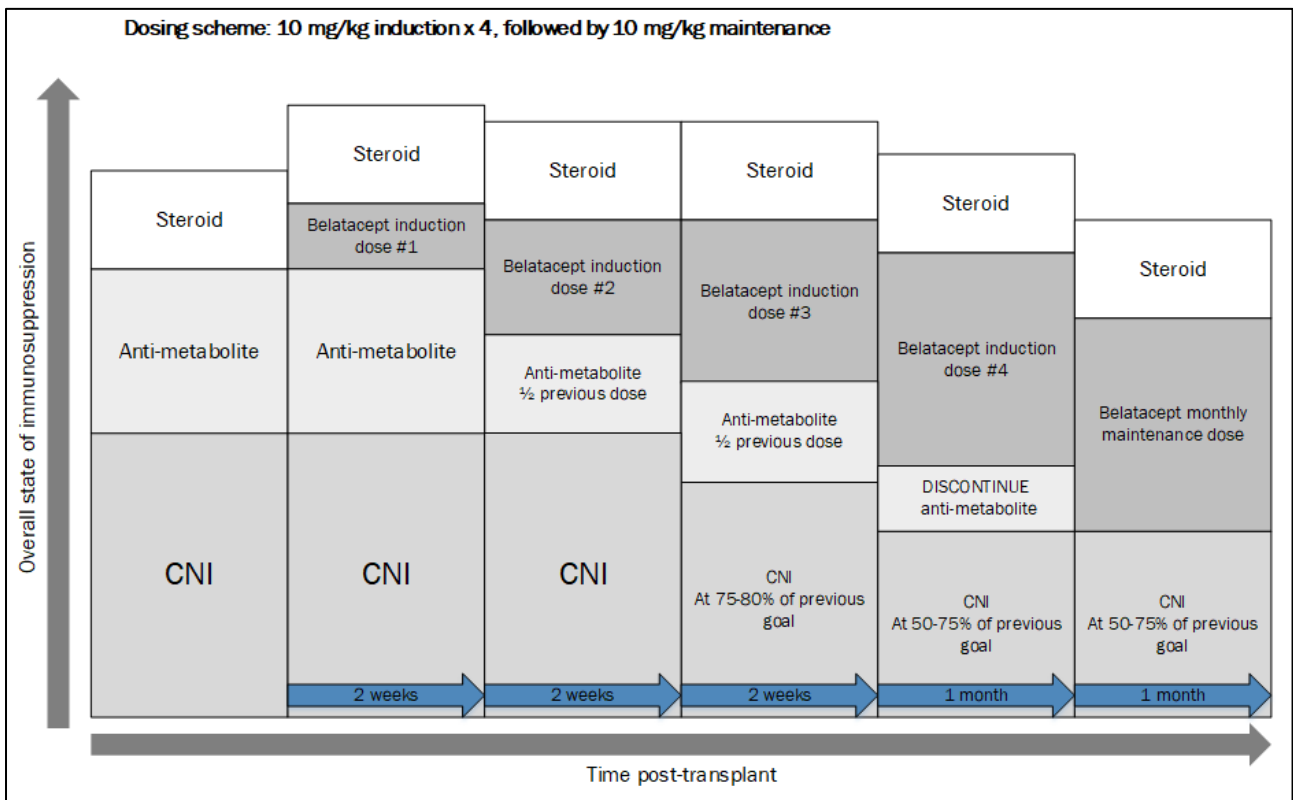 Dosing scheme: 10 mg/kg induction x 4, followed by 10 mg/kg maintenance
Overall state of immunosuppression
Steroid
Anti-metabolite
CNI
Steroid
Belatacept induction
dose #1
Anti-metabolite
CNI
2 weeks
Steroid
Belatacept induction
dose #2
Anti-metabolite
½ previous dose
CNI
2 weeks
Steroid
Belatacept induction
dose #3
Anti-metabolite
½ previous dose
CNI
At 75-80% of previous
goal
2 weeks
Steroid
Belatacept induction
dose #4
DISCONTINUE
anti-metabolite
CNI
At 50-75% of previous
goal
1 month
Steroid
Belatacept monthly
maintenance dose
CNI
At 50-75% of previous
goal
1 month
Time post-transplant